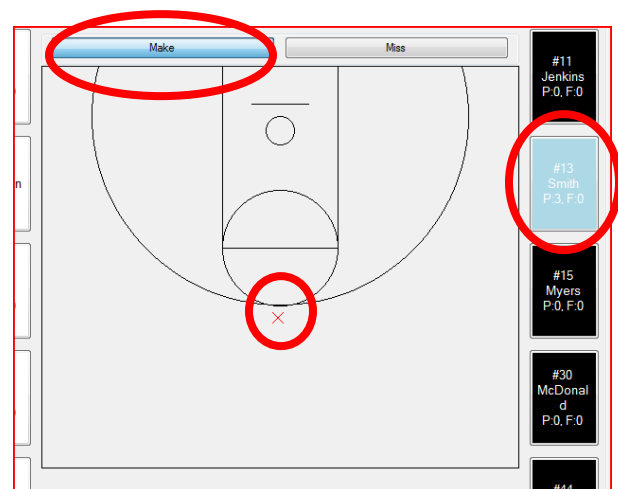 Make
Miss
#11
Jenkins
P:0, F:0
n
#13
Smith
P:3, F:0
#15
Myers
P:0, F:0
#30
McDonal
d
P:0, F:0